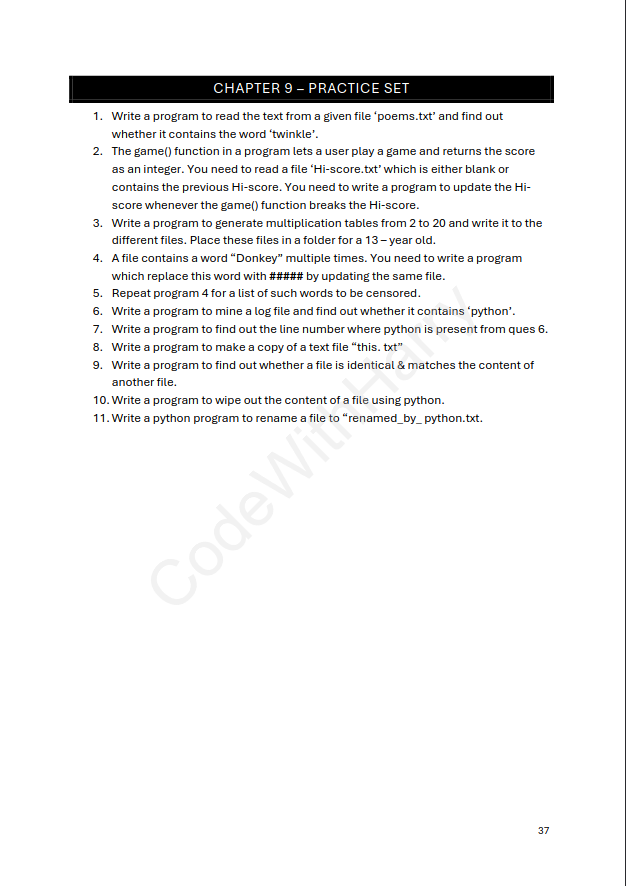 CHAPTER 9 – PRACTICE SET
1. Write a program to read the text from a given file ‘poems.txt’ and find out
whether it contains the word ‘twinkle’.
2. The game() function in a program lets a user play a game and returns the score
as an integer. You need to read a file ‘Hi-score.txt’ which is either blank or
contains the previous Hi-score. You need to write a program to update the Hi-
score whenever the game() function breaks the Hi-score.
3. Write a program to generate multiplication tables from 2 to 20 and write it to the
different files. Place these files in a folder for a 13 – year old.
4. A file contains a word “Donkey” multiple times. You need to write a program
which replace this word with ##### by updating the same file.
5. Repeat program 4 for a list of such words to be censored.
6. Write a program to mine a log file and find out whether it contains ‘python’.
7. Write a program to find out the line number where python is present from ques 6.
8. Write a program to make a copy of a text file “this. txt”
9. Write a program to find out whether a file is identical & matches the content of
another file.
10. Write a program to wipe out the content of a file using python.
11. Write a python program to rename a file to “renamed_by_ python.txt.
CodeWithHarry
37